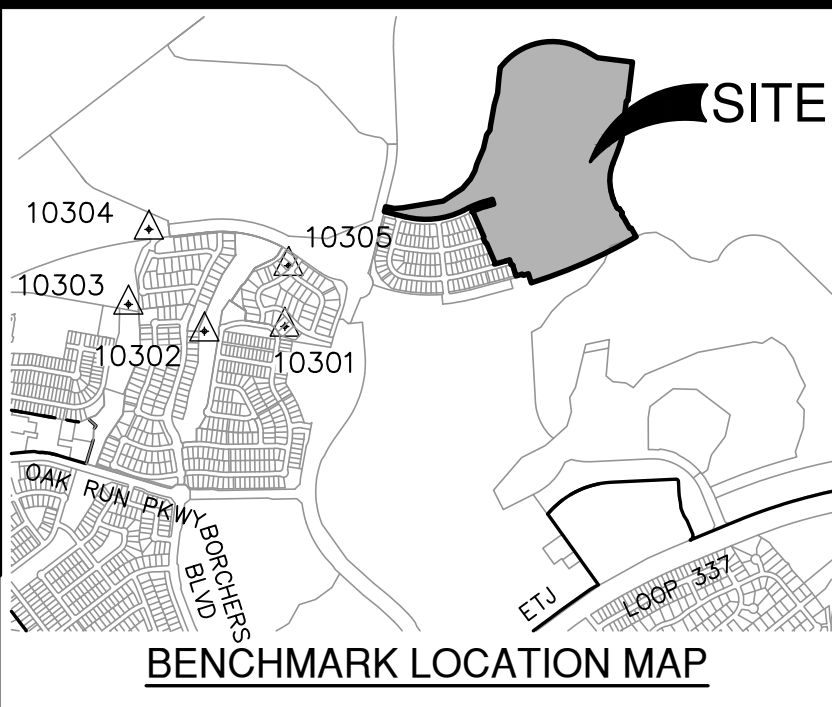 SITE
10304
10305
10303
10302
10301
OAK RUN PKWY
BORCHERS
BLVD
ETJ
LOOP 337
BENCHMARK LOCATION MAP